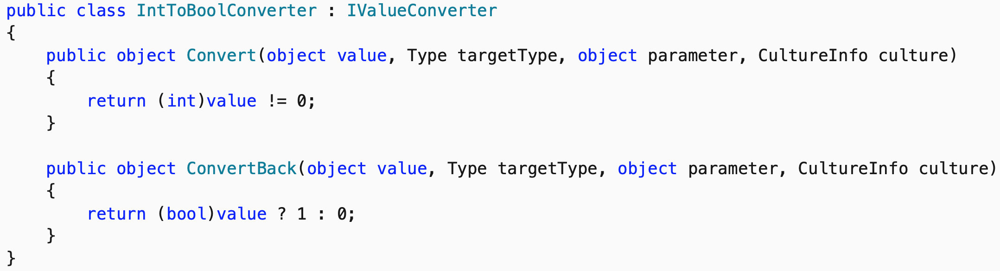 public class IntToBoolConverter : IValueConverter
{
    public object Convert(object value, Type targetType, object parameter, CultureInfo culture)
    {
        return (int)value != 0;
    }

    public object ConvertBack(object value, Type targetType, object parameter, CultureInfo culture)
    {
        return (bool)value ? 1 : 0;
    }
}